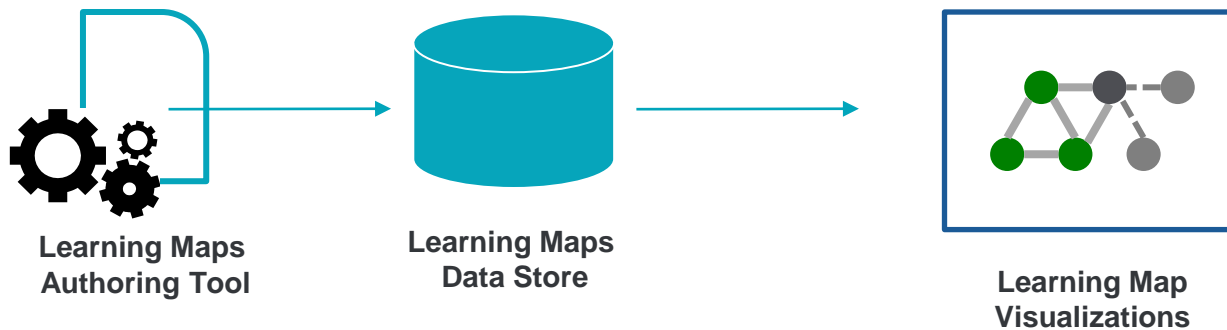 Learning Maps
Authoring Tool
Learning Maps
Data Store
Learning Map
Visualizations